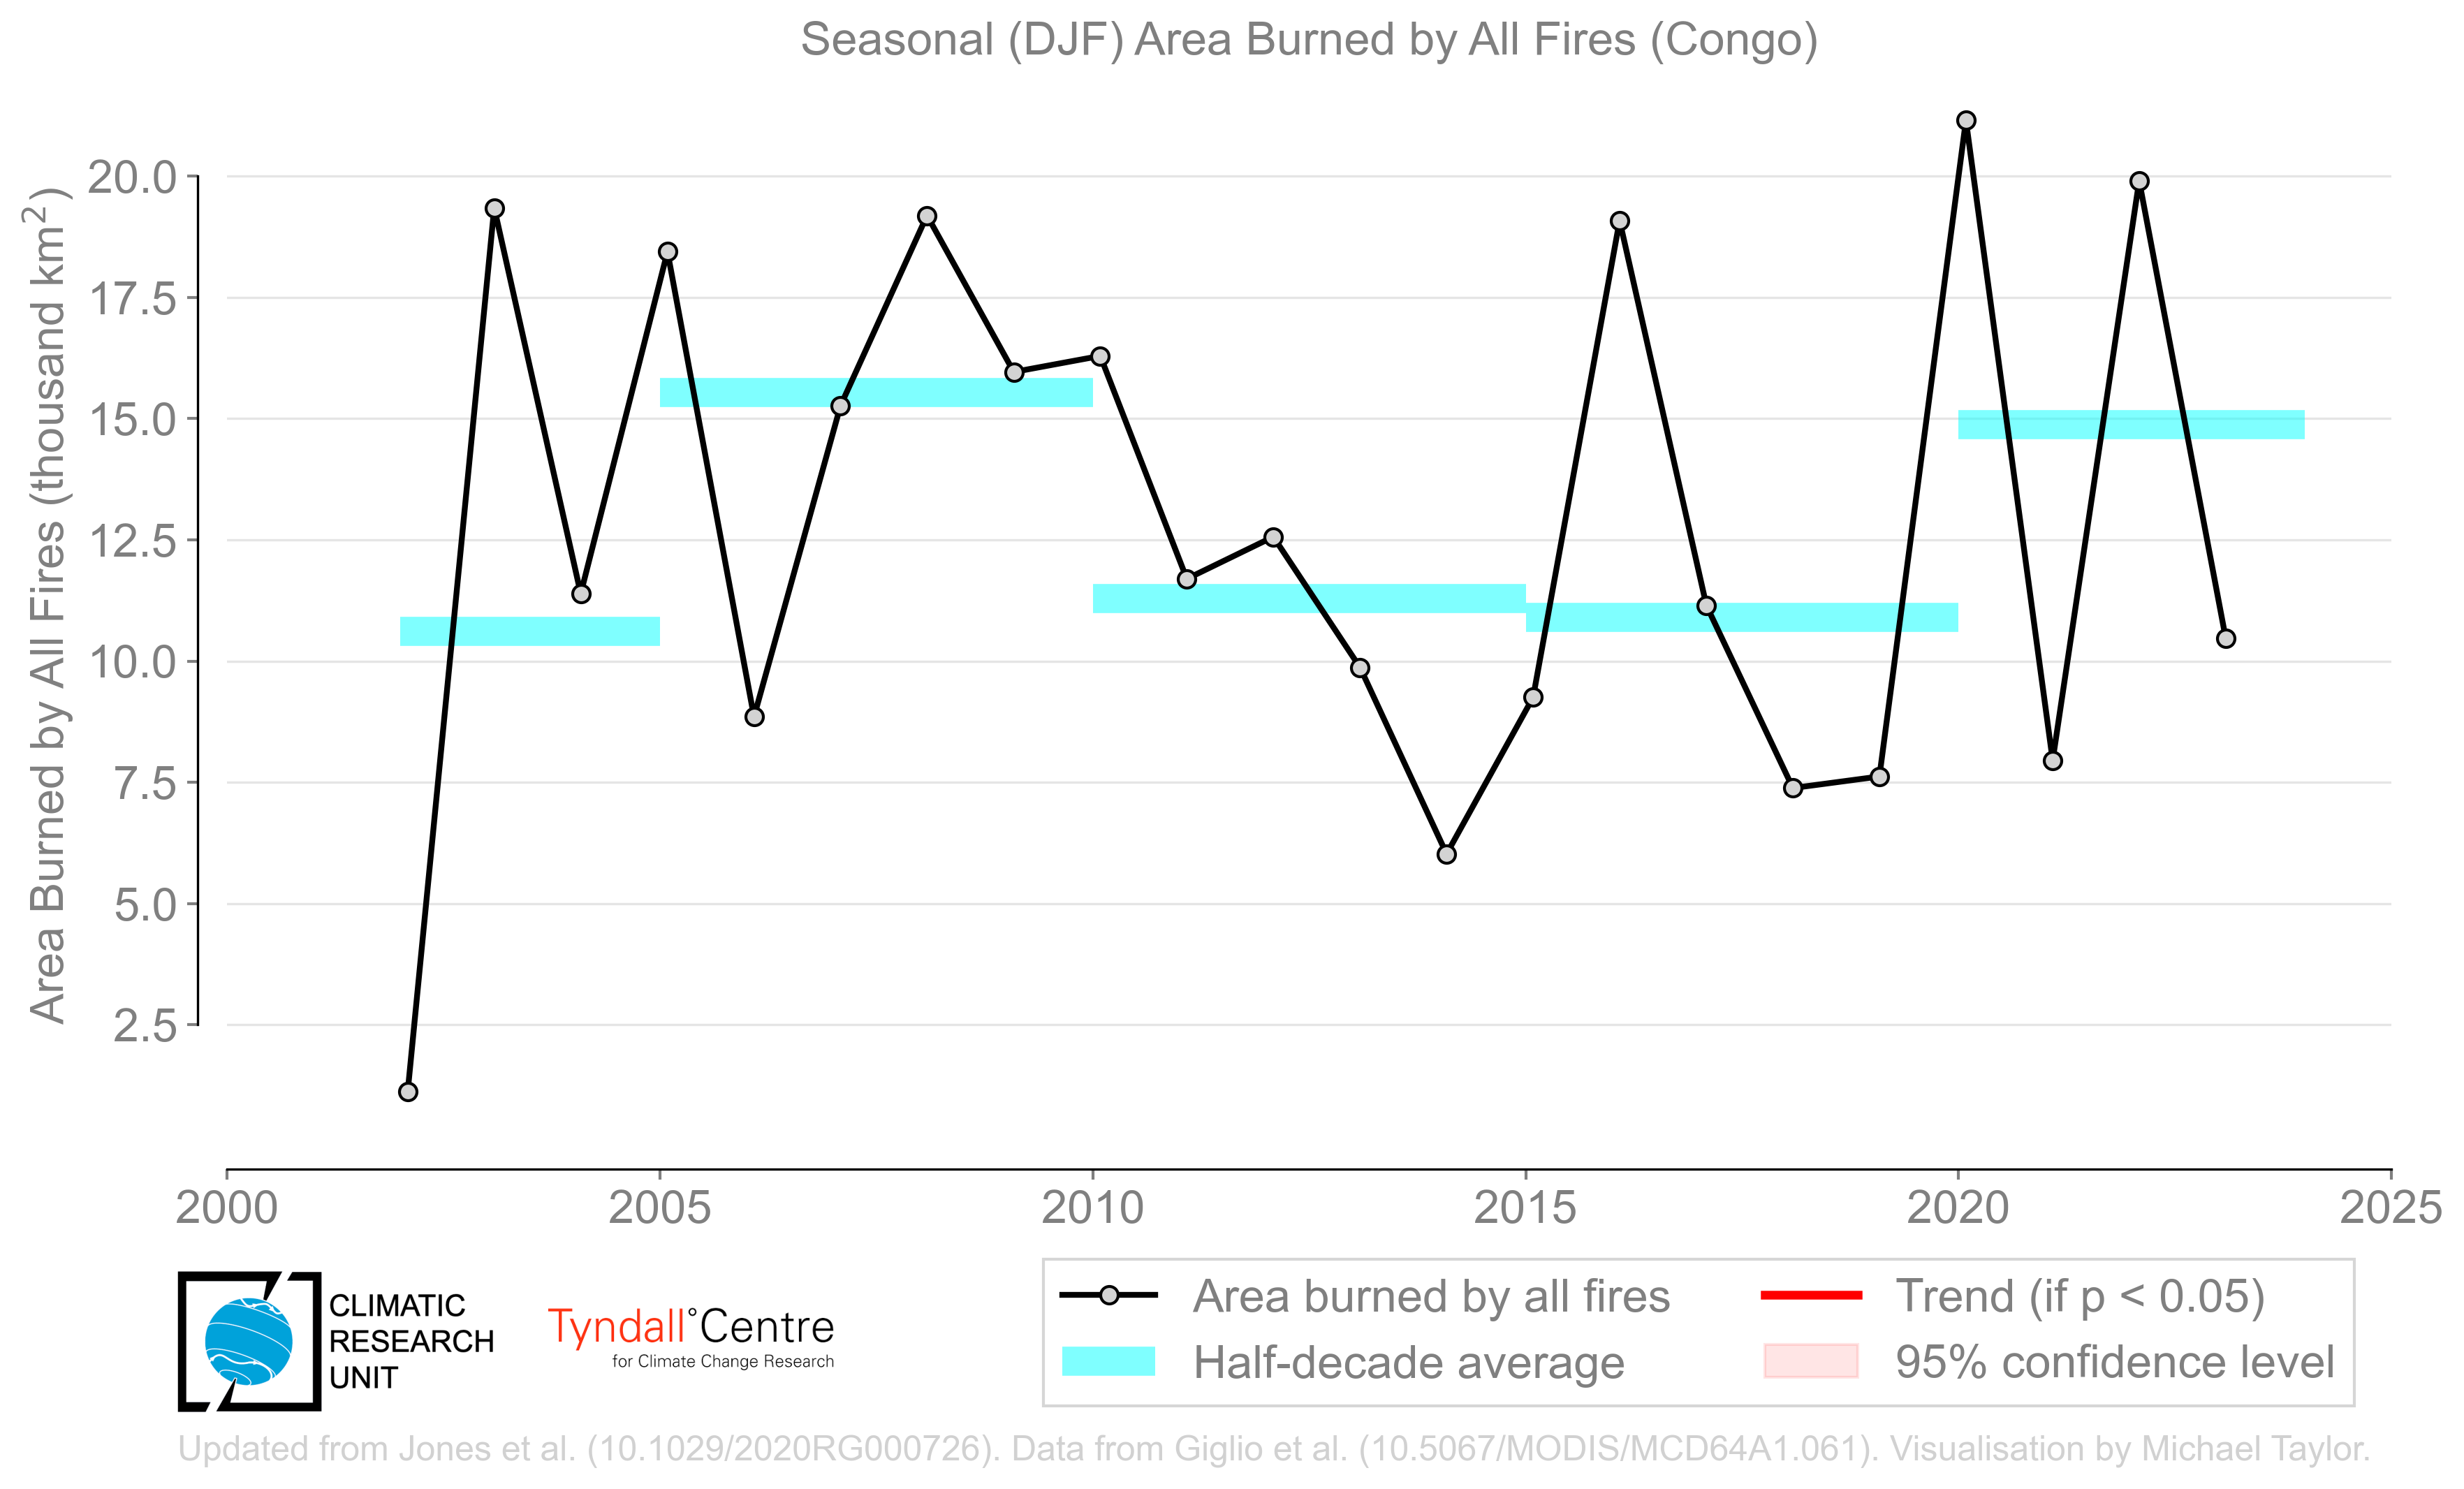 Seasonal (DJF) Area Burned by All Fires (Congo)
Area Burned by All Fires (thousand km²)
20.0
17.5
15.0
12.5
10.0
7.5
5.0
2.5
2000 2005 2010 2015 2020 2025
CLIMATIC
RESEARCH
UNIT
Tyndall°Centre
for Climate Change Research
Area burned by all fires
Half-decade average
Trend (if p < 0.05)
95% confidence level
Updated from Jones et al. (10.1029/2020RG000726). Data from Giglio et al. (10.5067/MODIS/MCD64A1.061). Visualisation by Michael Taylor.